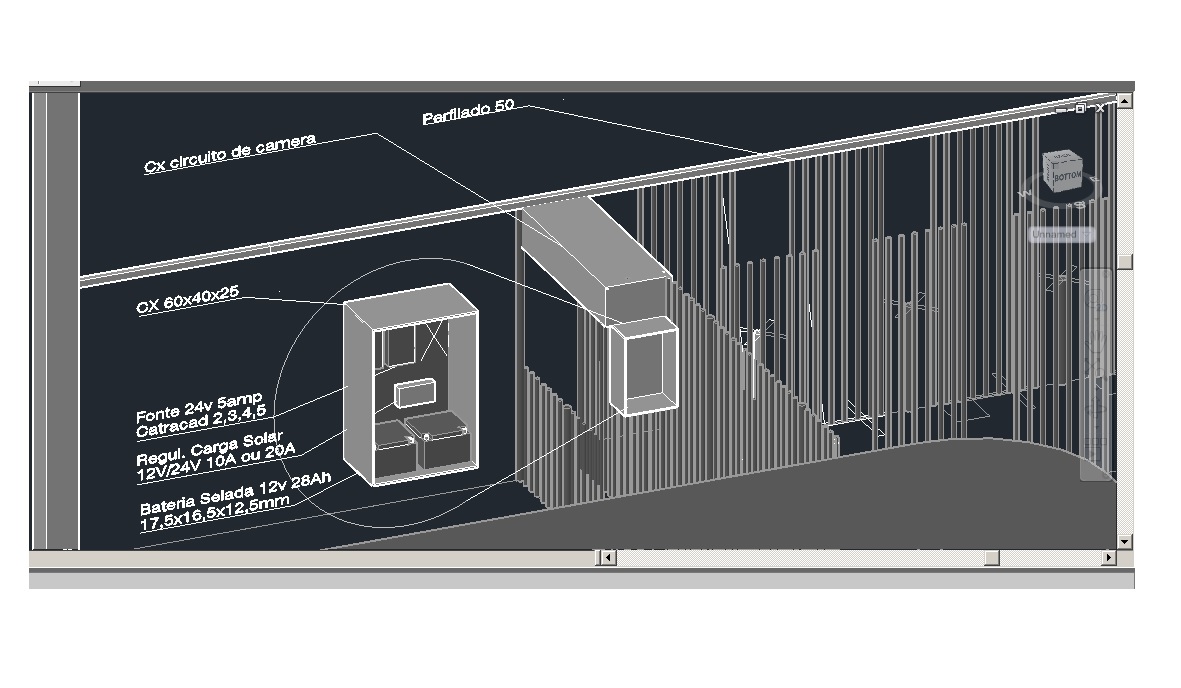 Perfilado 50
Cx circuito de camera
CX 60x40x25
Fonte 24v 5amp
Catracad 2,3,4,5
Regul. Carga Solar
12V/24V 10A ou 20A
Bateria Selada 12v 28Ah
17,5x16,5x12,5mm
BOTTOM
W
S
Unnamed